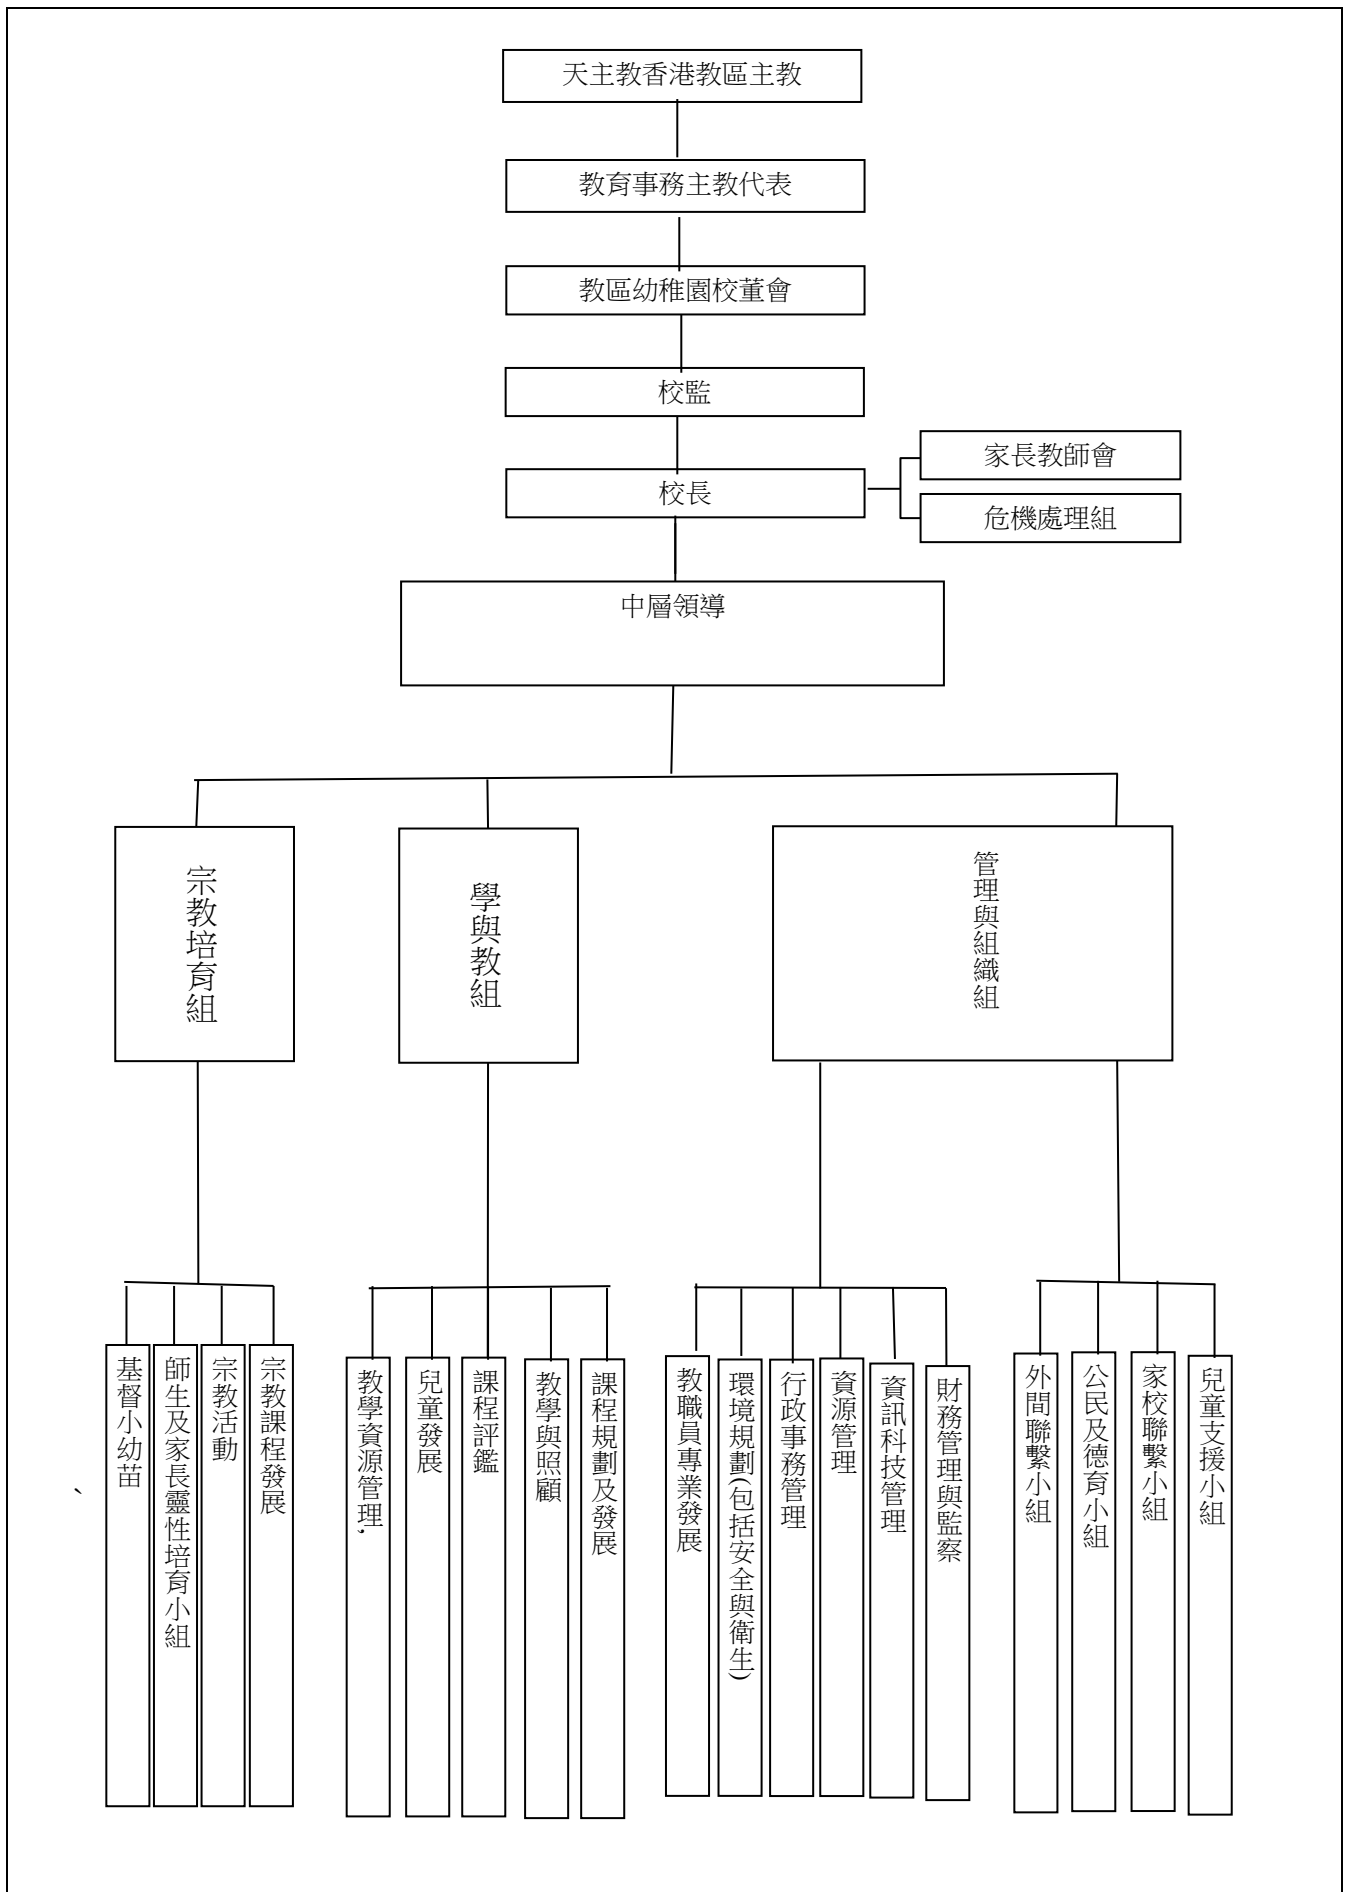 天主教香港教區主教
教育事務主教代表
教區幼稚園校董會
校監
校長
家長教師會
危機處理組
中層領導
宗教培育組
學與教組
管理與組織組
基督小幼苗
師生及家長靈性培育小組
宗教活動
宗教課程發展
教學資源管理,
兒童發展
課程評鑑
教學與照顧
課程規劃及發展
教職員專業發展
環境規劃(包括安全與衛生)
行政事務管理
資源管理
資訊科技管理
財務管理與監察
外間聯繫小組
公民及德育小組
家校聯繫小組
兒童支援小組
、